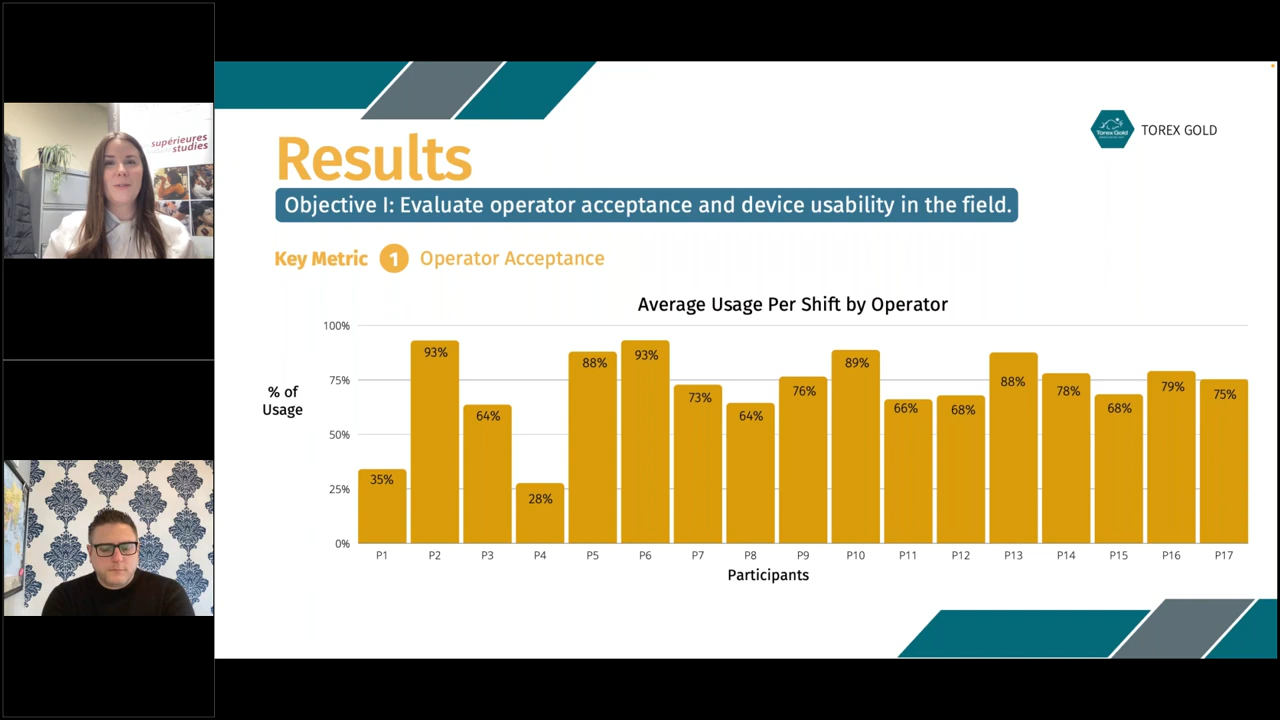 supérieures
studies
Torex Gold
TOREX GOLD
Results
Objective I: Evaluate operator acceptance and device usability in the field.
Key Metric 1 Operator Acceptance
Average Usage Per Shift by Operator
% of
Usage
100%
75%
50%
25%
0%
35%
93%
64%
28%
88%
93%
73%
64%
76%
89%
66%
68%
88%
78%
68%
79%
75%
P1 P2 P3 P4 P5 P6 P7 P8 P9 P10 P11 P12 P13 P14 P15 P16 P17
Participants